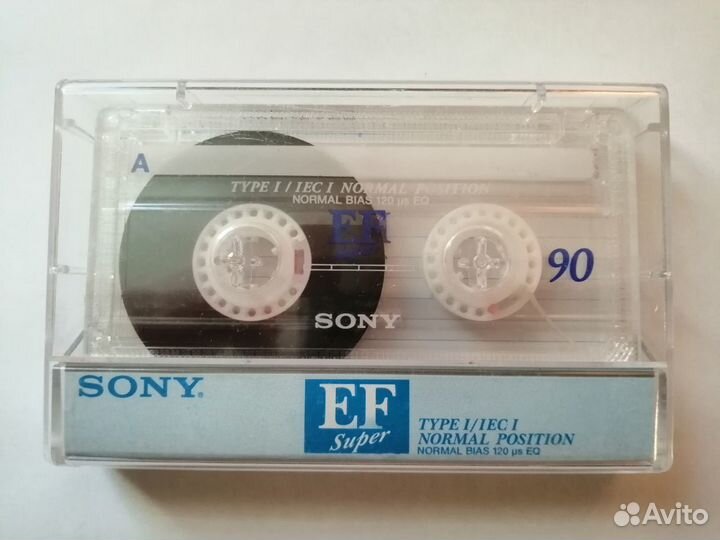 A
TYPE I / IEC I NORMAL POSITION
NORMAL BIAS 120 µs EQ
EF
90
SONY
SONY.
EF
Super
TYPE I/IEC I
NORMAL POSITION
NORMAL BIAS 120 µs EQ
Avito